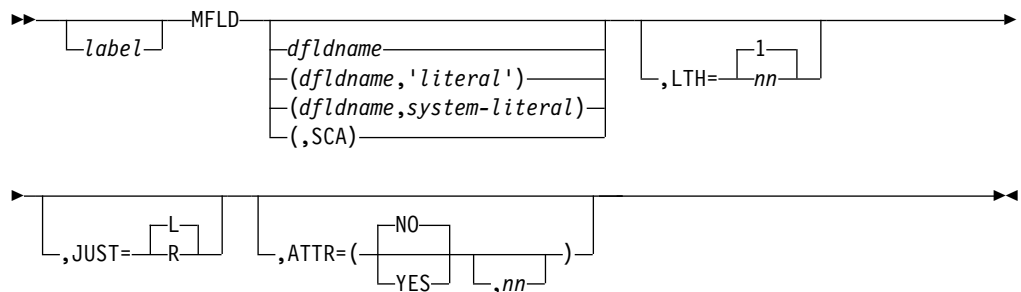 label MFLD
dfldname
(dfldname,'literal')
(dfldname,system-literal)
(,SCA)
,LTH= 1
nn
,JUST= L
R
,ATTR=( NO
YES ,nn )